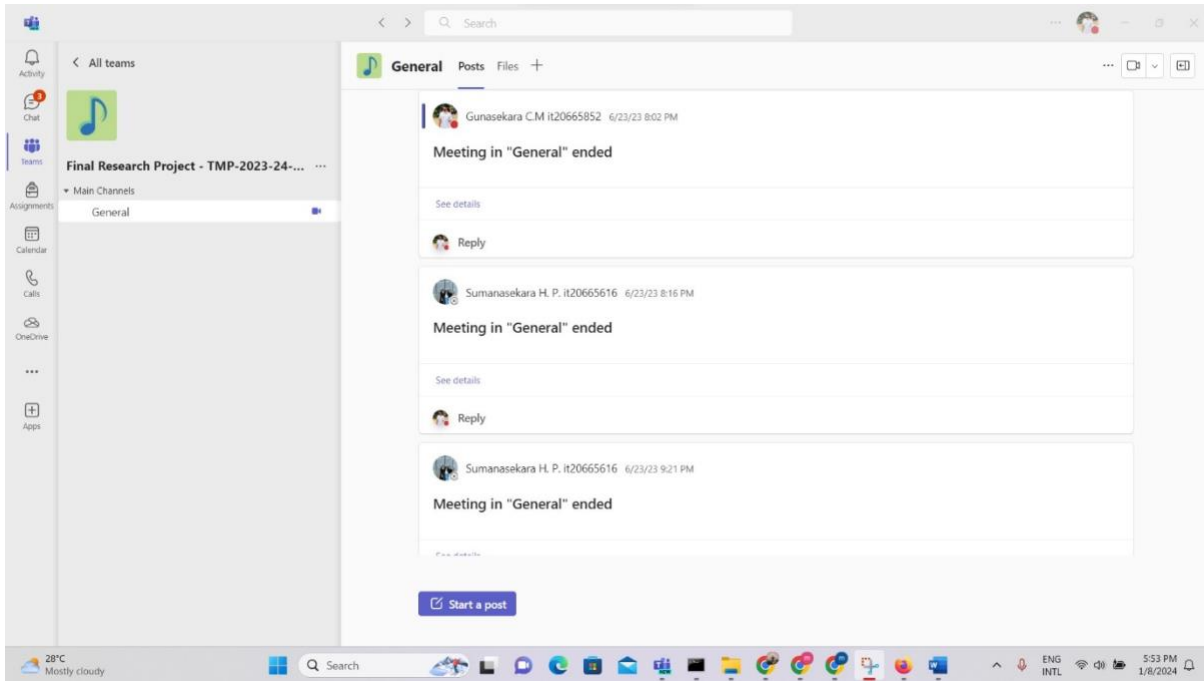 Search
Activity
Chat
3
Teams
Assignments
Calendar
Calls
OneDrive
Apps
All teams
Final Research Project - TMP-2023-24-...
Main Channels
General
General Posts Files
Gunasekara C.M it20665852 6/23/23 8:02 PM
Meeting in "General" ended
See details
Reply
Sumanasekara H. P. it20665616 6/23/23 8:16 PM
Meeting in "General" ended
See details
Reply
Sumanasekara H. P. it20665616 6/23/23 9:21 PM
Meeting in "General" ended
See details
Start a post
28°C
Mostly cloudy
Search
ENG
INTL
5:53 PM
1/8/2024